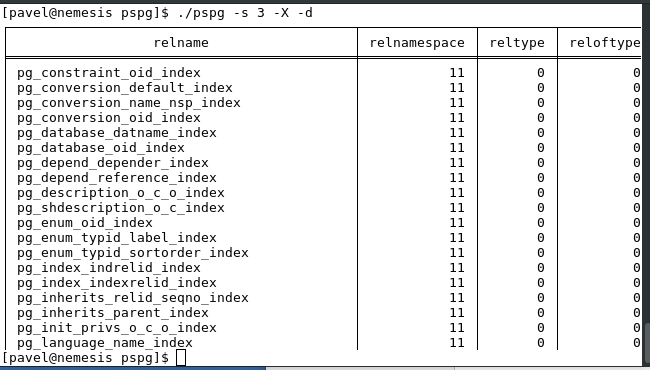 [pavel@nemesis pspg]$ ./pspg -s 3 -X -d
relname relnamespace reltype reloftype
pg_constraint_oid_index 11 0 0
pg_conversion_default_index 11 0 0
pg_conversion_name_nsp_index 11 0 0
pg_conversion_oid_index 11 0 0
pg_database_datname_index 11 0 0
pg_database_oid_index 11 0 0
pg_depend_depender_index 11 0 0
pg_depend_reference_index 11 0 0
pg_description_o_c_o_index 11 0 0
pg_shdescription_o_c_index 11 0 0
pg_enum_oid_index 11 0 0
pg_enum_typid_label_index 11 0 0
pg_enum_typid_sortorder_index 11 0 0
pg_index_indrelid_index 11 0 0
pg_index_indexrelid_index 11 0 0
pg_inherits_relid_seqno_index 11 0 0
pg_inherits_parent_index 11 0 0
pg_init_privs_o_c_o_index 11 0 0
pg_language_name_index 11 0 0
[pavel@nemesis pspg]$